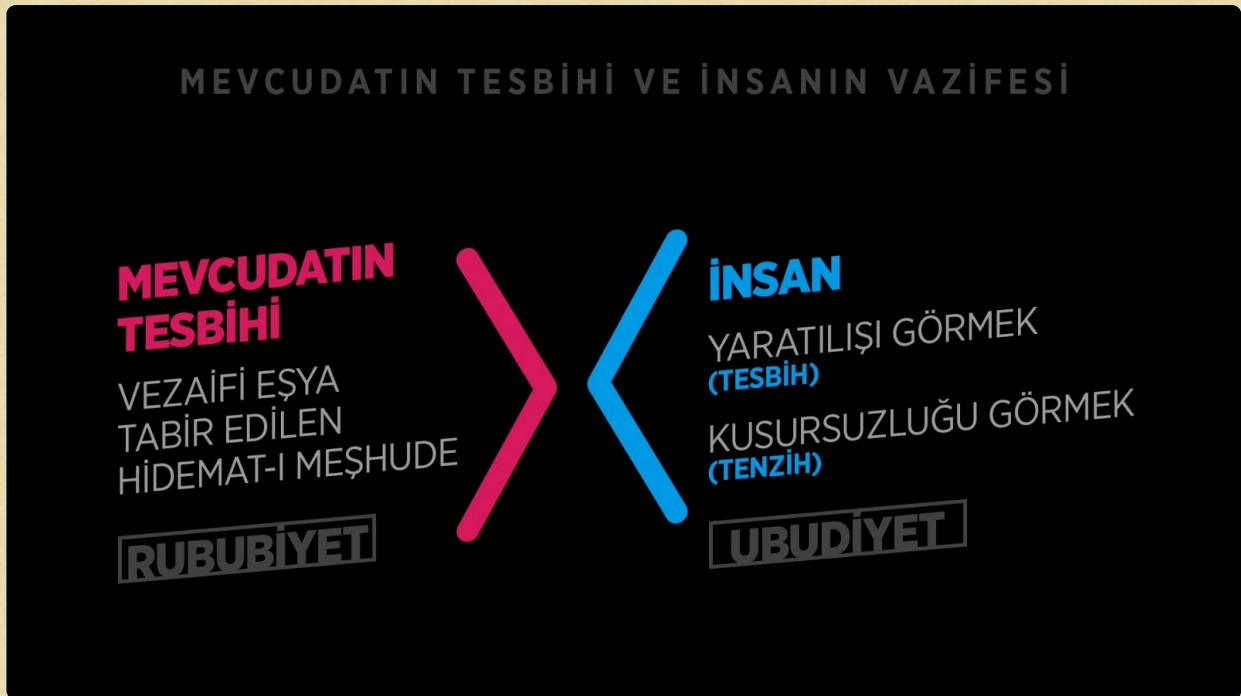 MEVCUDATIN TESBİHİ VE İNSANIN VAZİFESİ
MEVCUDATIN
TESBİHİ
VEZAİFİ EŞYA
TABİR EDİLEN
HİDEMAT-I MEŞHUDE
RUBUBİYET
İNSAN
YARATILIŞI GÖRMEK
(TESBİH)
KUSURSUZLUĞU GÖRMEK
(TENZİH)
UBUDİYET